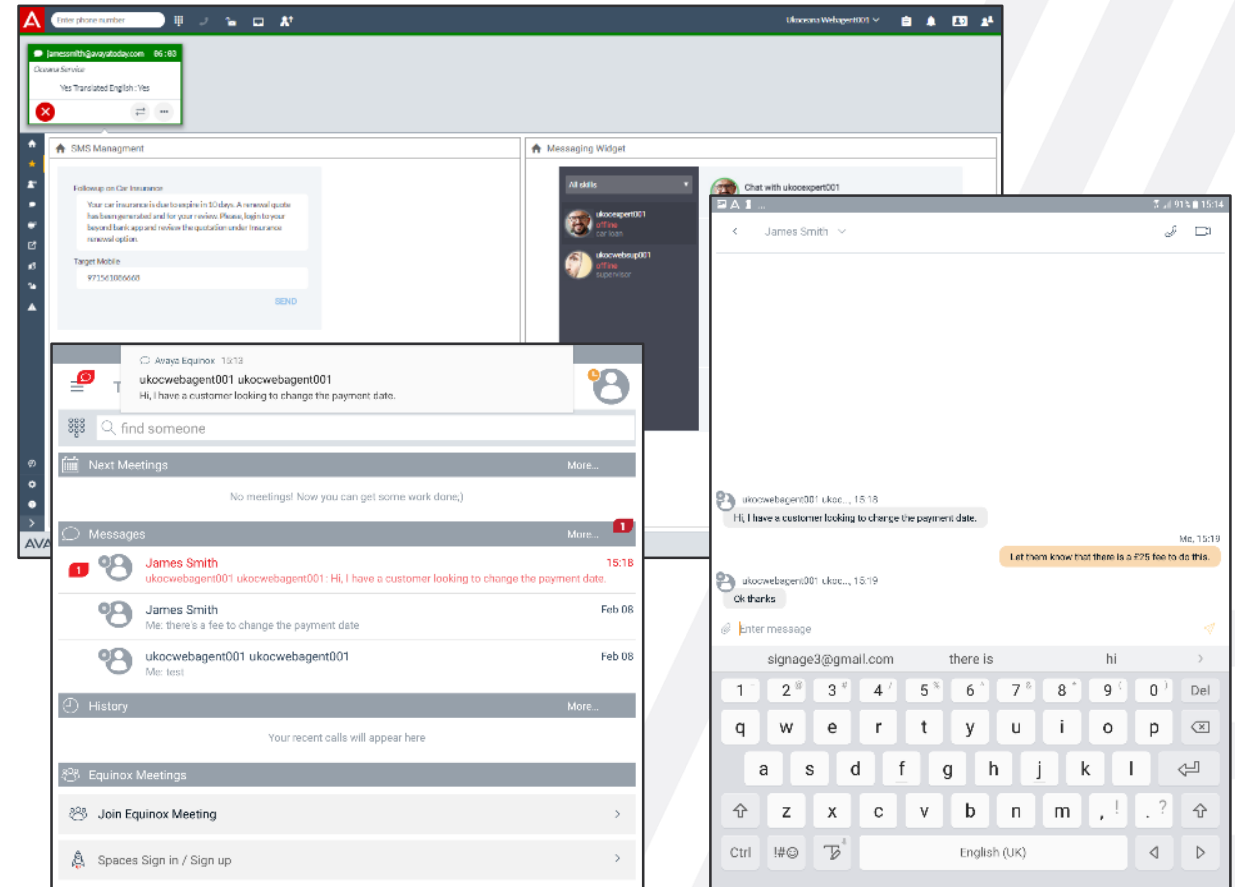 Enter phone number
Ukoceana Webagent001
jamessmith@avayatoday.com 06:03
Oceana Service
Yes Translated English : Yes
SMS Managment
Followup on Car Insurance
Your car insurance is due to expire in 10 days. A renewal quote
has been generated and for your review. Please, login to your
beyond bank app and review the quotation under Insurance
renewal option.
Target Mobile
971561086668
SEND
Messaging Widget
All skills
ukocexpert001
offline
car loan
ukocwebsup001
offline
supervisor
Chat with ukocexpert001
AVA
Avaya Equinox 15:13
ukocwebagent001 ukocwebagent001
Hi, I have a customer looking to change the payment date.
T
find someone
Next Meetings More...
No meetings! Now you can get some work done;)
Messages More... 1
1 James Smith 15:18
ukocwebagent001 ukocwebagent001: Hi, I have a customer looking to change the payment date.
James Smith Feb 08
Me: there's a fee to change the payment date
ukocwebagent001 ukocwebagent001 Feb 08
Me: test
History More...
Your recent calls will appear here
Equinox Meetings
Join Equinox Meeting
Spaces Sign in / Sign up
A ... 91% 15:14
James Smith
ukocwebagent001 ukoc..., 15:18
Hi, I have a customer looking to change the payment date.
Me, 15:19
Let them know that there is a £25 fee to do this.
ukocwebagent001 ukoc..., 15:19
Ok thanks
Enter message
signage3@gmail.com there is hi
1 2 @ 3 # 4 / 5 % 6 ^ 7 & 8 * 9 ( 0 ) Del
q w e r t y u i o p
a s d f g h j k l
z x c v b n m , ! . ?
Ctrl !#☺ English (UK)